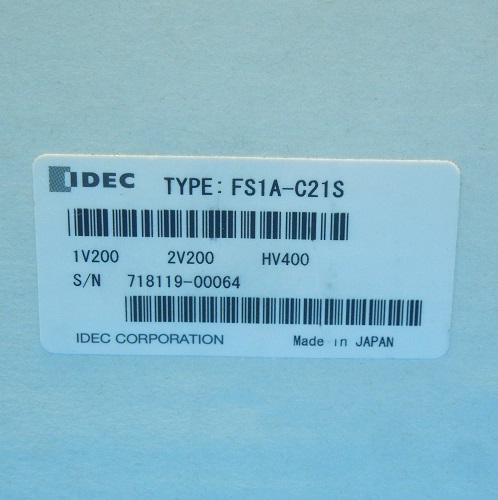 IDEC TYPE: FS1A-C21S
1V200 2V200 HV400
S/N 718119-00064
IDEC CORPORATION Made in JAPAN